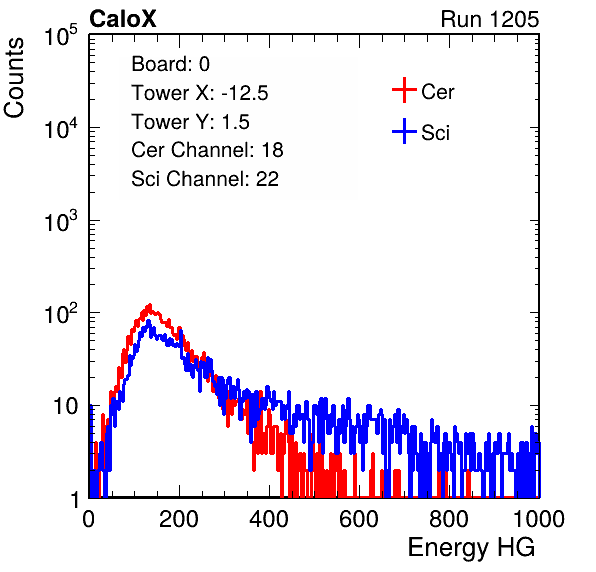 CaloX Run 1205
Counts
Board: 0
Tower X: -12.5
Tower Y: 1.5
Cer Channel: 18
Sci Channel: 22
Cer
Sci
10^5
10^4
10^3
10^2
10
1
0 200 400 600 800 1000
Energy HG